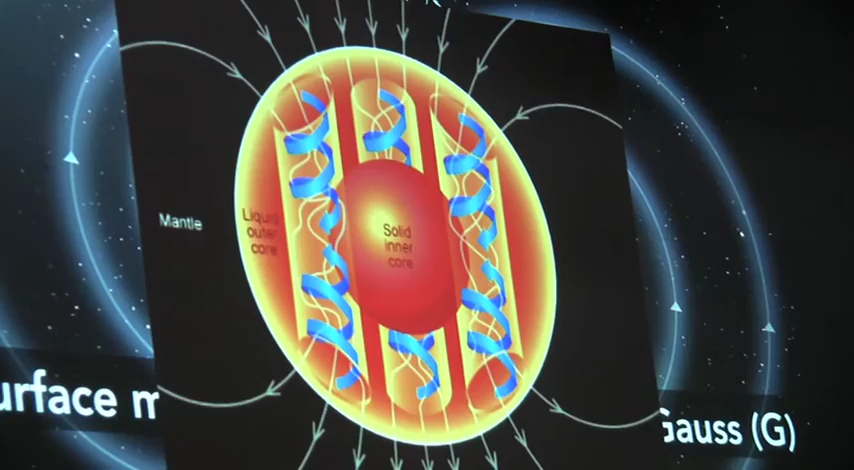 Mantle
Liquid
outer
core
Solid
inner
core
urface m
Gauss (G)